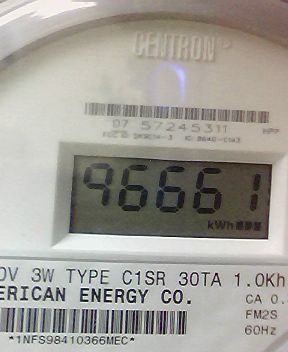 CENTRON
07 57245311 HPP
96661
kWh
0V 3W TYPE C1SR 30TA 1.0Kh
ERICAN ENERGY CO. CA 0.
FM2S
*1NFS98410366MEC* 60Hz